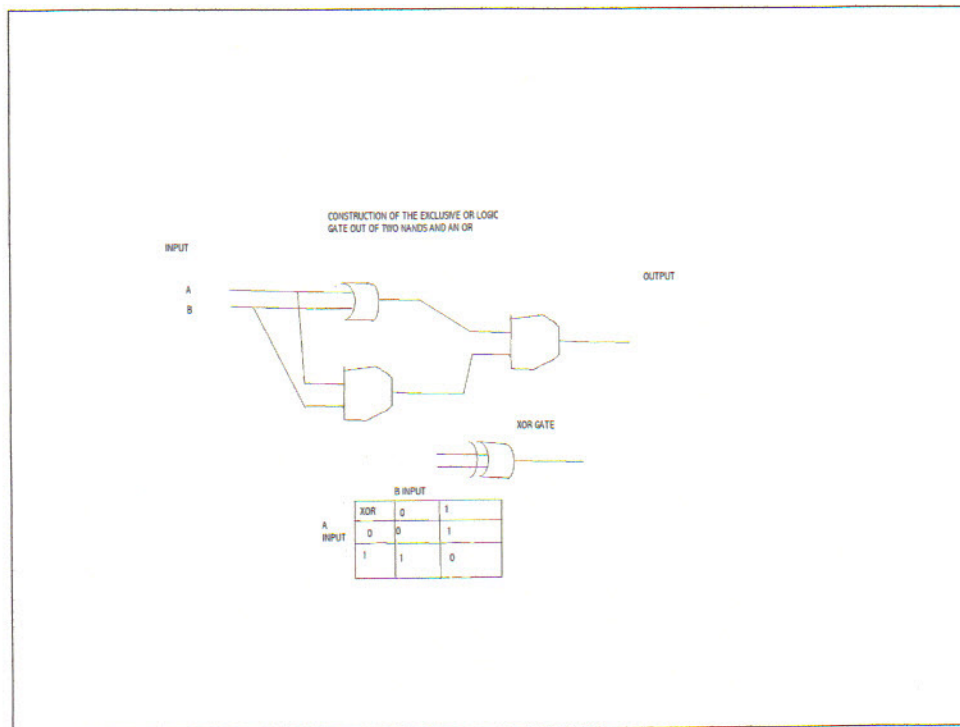 CONSTRUCTION OF THE EXCLUSIVE OR LOGIC
GATE OUT OF TWO NANDS AND AN OR
INPUT
OUTPUT
A
B
XOR GATE
B INPUT
XOR 0 1
A
INPUT
0 0 1
1 1 0